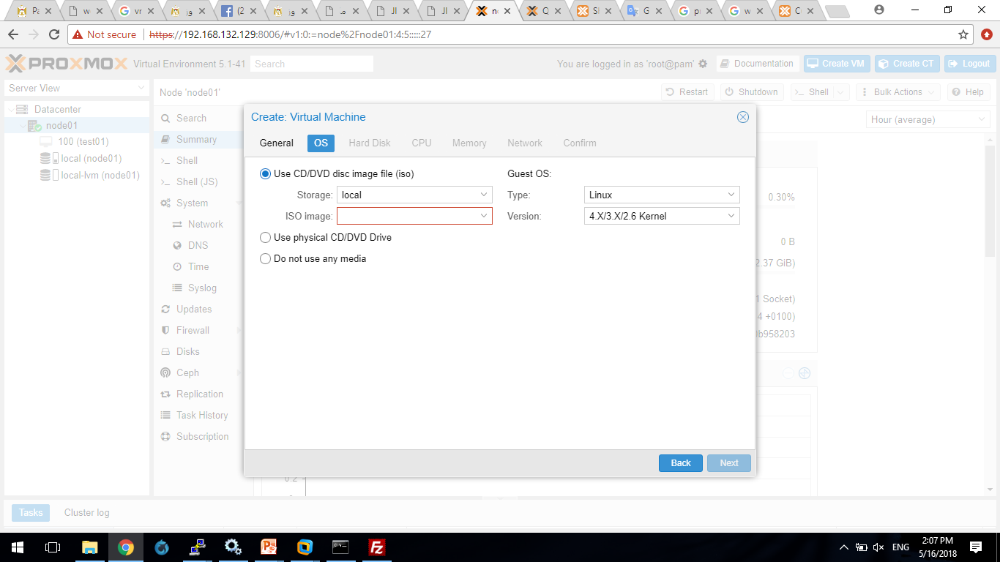 Not secure https://192.168.132.129:8006/#v1:0:=node%2Fnode01:4:5:::::27
PROXMOX Virtual Environment 5.1-41 Search You are logged in as 'root@pam' Documentation Create VM Create CT Logout
Server View
Node 'node01' Restart Shutdown Shell Bulk Actions Help
Datacenter
node01
100 (test01)
local (node01)
local-lvm (node01)
Search
Summary
Shell
Shell (JS)
System
Network
DNS
Time
Syslog
Updates
Firewall
Disks
Ceph
Replication
Task History
Subscription
Hour (average)
Create: Virtual Machine
General OS Hard Disk CPU Memory Network Confirm
Use CD/DVD disc image file (iso) Guest OS:
Storage: local Type: Linux
ISO image: Version: 4.X/3.X/2.6 Kernel
Use physical CD/DVD Drive
Do not use any media
Back Next
0.30%
0 B
2.37 GiB)
1 Socket)
4 +0100)
b958203
0.2
Tasks Cluster log
ENG
2:07 PM
5/16/2018